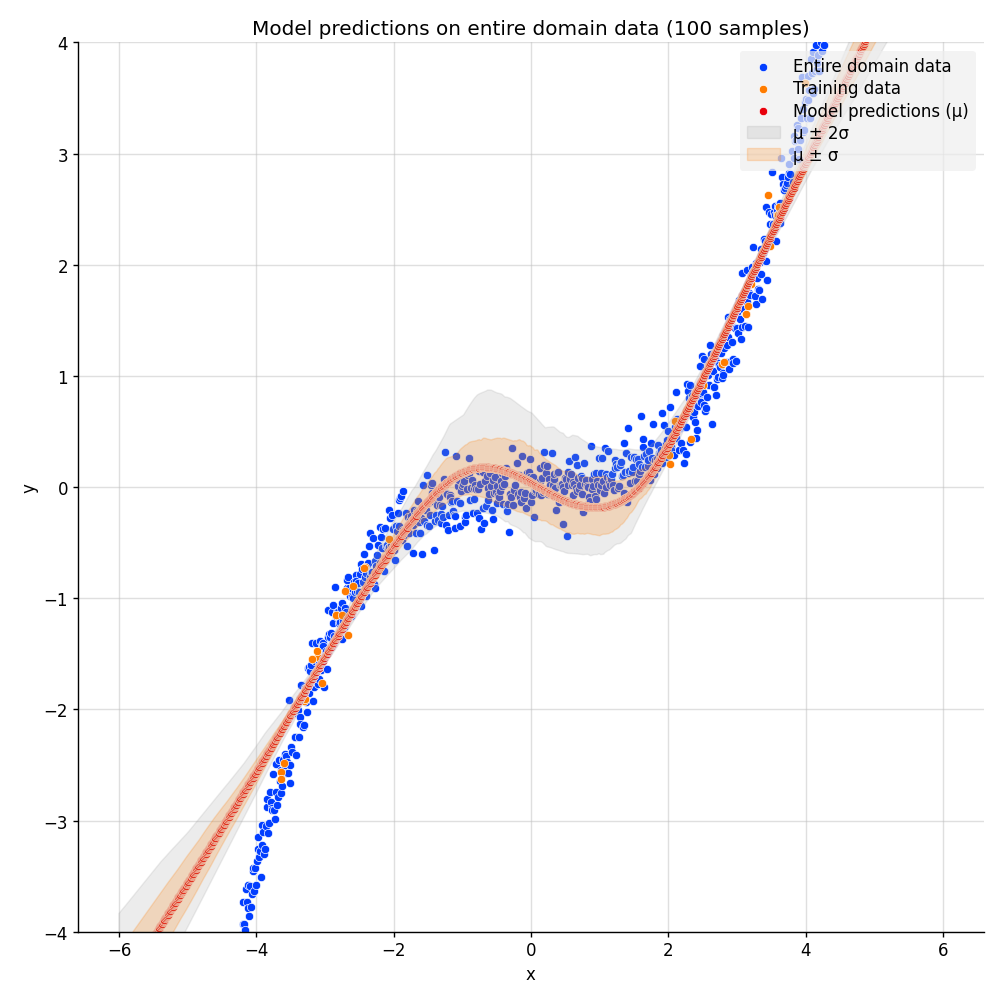 Model predictions on entire domain data (100 samples)
Entire domain data
Training data
Model predictions (μ)
μ ± 2σ
μ ± σ
y
4
3
2
1
0
−1
−2
−3
−4
−6
−4
−2
0
2
4
6
x